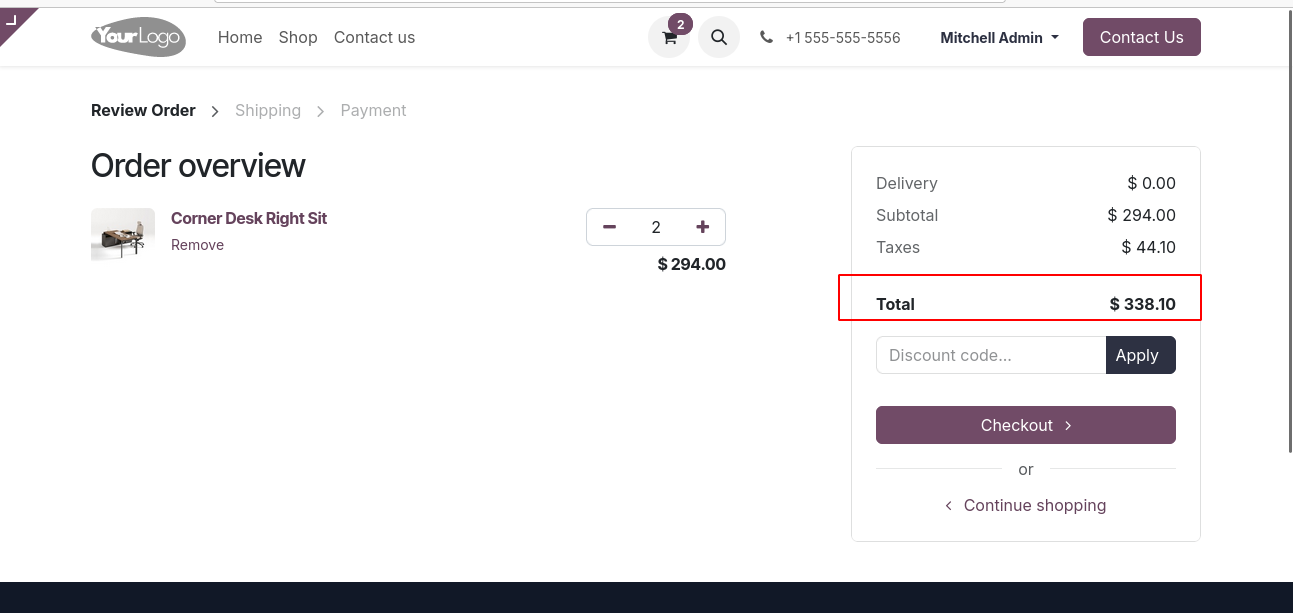 YourLogo
Home Shop Contact us
2
+1 555-555-5556
Mitchell Admin
Contact Us
Review Order > Shipping > Payment
Order overview
Corner Desk Right Sit
Remove
2
$ 294.00
Delivery $ 0.00
Subtotal $ 294.00
Taxes $ 44.10
Total $ 338.10
Discount code...
Apply
Checkout >
or
< Continue shopping